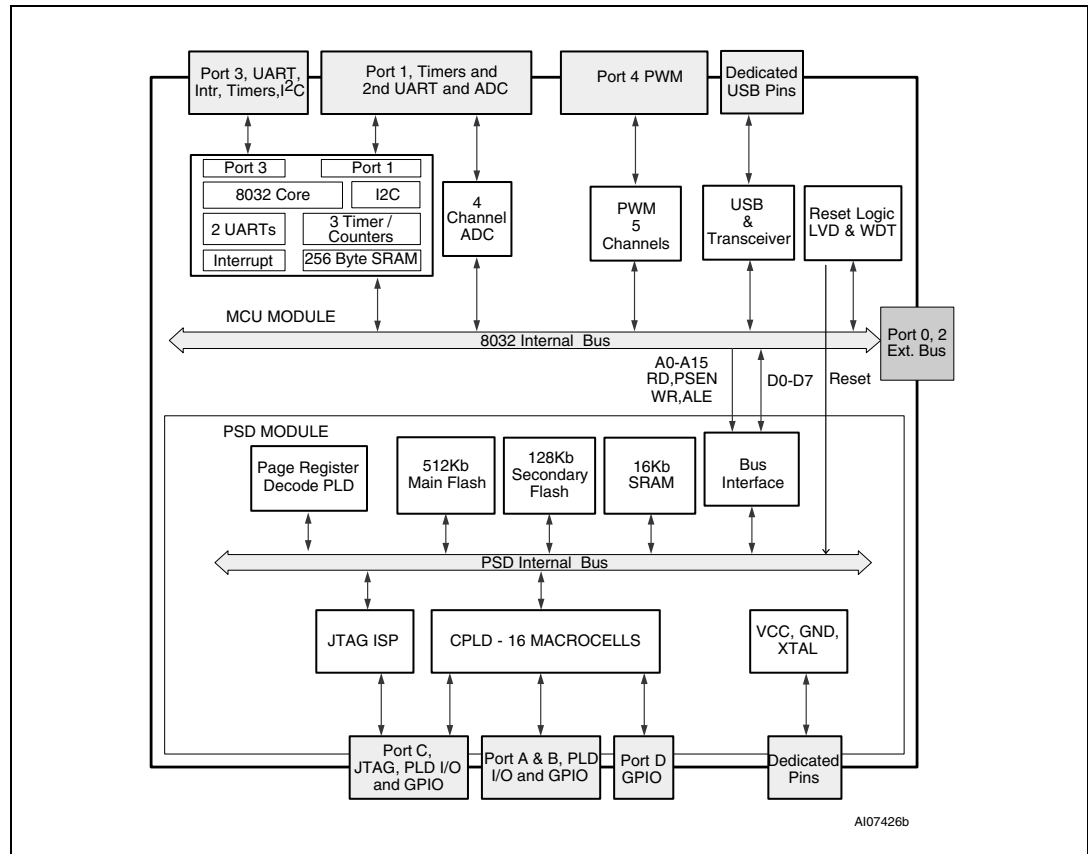 Port 3, UART,
Intr, Timers,I2C
Port 1, Timers and
2nd UART and ADC
Port 4 PWM
Dedicated
USB Pins
Port 3
Port 1
8032 Core
I2C
2 UARTs
3 Timer /
Counters
Interrupt
256 Byte SRAM
4
Channel
ADC
PWM
5
Channels
USB
&
Transceiver
Reset Logic
LVD & WDT
MCU MODULE
8032 Internal Bus
Port 0, 2
Ext. Bus
A0-A15
RD,PSEN
WR,ALE
D0-D7
Reset
PSD MODULE
Page Register
Decode PLD
512Kb
Main Flash
128Kb
Secondary
Flash
16Kb
SRAM
Bus
Interface
PSD Internal Bus
JTAG ISP
CPLD - 16 MACROCELLS
VCC, GND,
XTAL
Port C,
JTAG, PLD I/O
and GPIO
Port A & B, PLD
I/O and GPIO
Port D
GPIO
Dedicated
Pins
AI07426b